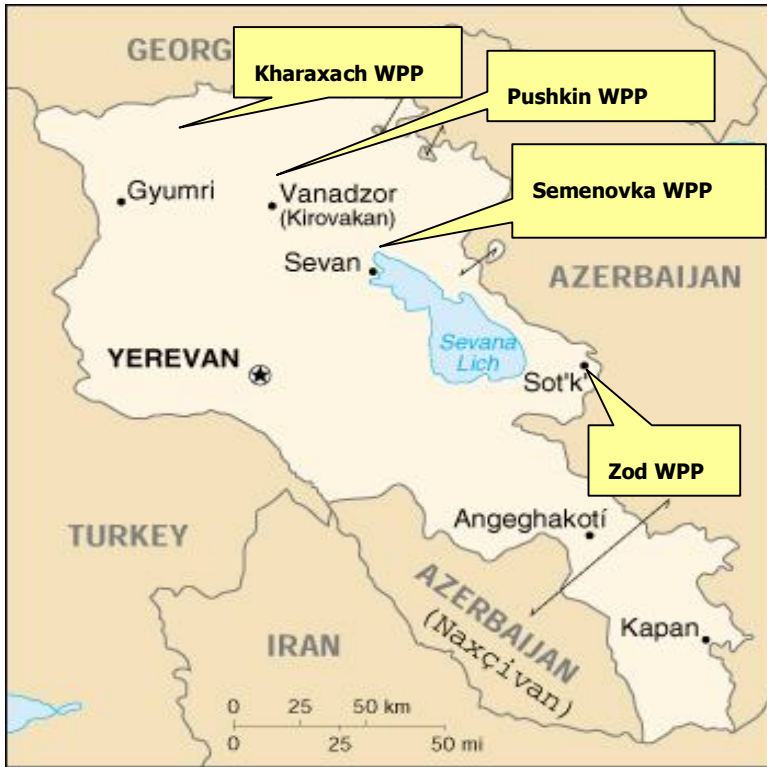 GEORG
Kharaxach WPP
Pushkin WPP
Gyumri
Vanadzor
(Kirovakan)
Semenovka WPP
Sevan
AZERBAIJAN
Sevana
Lich
YEREVAN
Sot'k'
Zod WPP
Angeghakotí
TURKEY
AZERBAIJAN
(Naxçivan)
IRAN
Kapan
0 25 50 km
0 25 50 mi